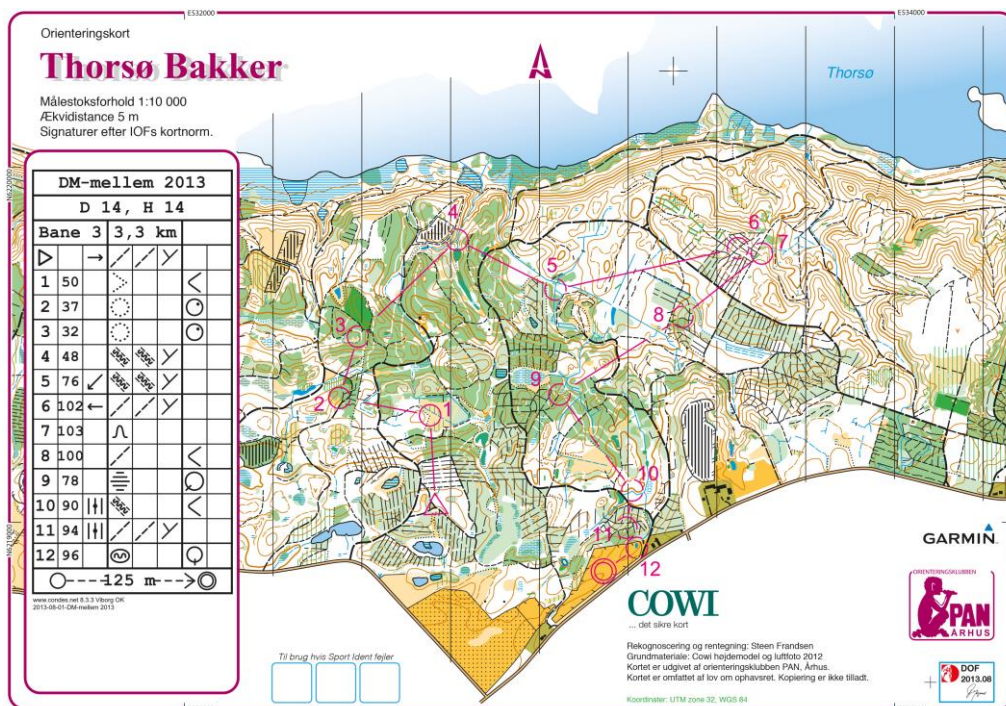 E532000
E534000
Orienteringskort
Thorsø Bakker
Målestoksforhold 1:10 000
Ækvidistance 5 m
Signaturer efter IOFs kortnorm.
Thorsø
N6220000
N6219000
DM-mellem 2013
D 14, H 14
Bane 3 3,3 km
1 50
2 37
3 32
4 48
5 76
6 102
7 103
8 100
9 78
10 90
11 94
12 96
125 m
www.condes.net 8.3.3 Viborg OK
2013-08-01-DM-mellem 2013
4
5
6
7
3
8
2
1
9
10
11
12
Til brug hvis Sport Ident fejler
COWI
... det sikre kort
Rekognoscering og rentegning: Steen Frandsen
Grundmateriale: Cowi højdemodel og luftfoto 2012
Kortet er udgivet af orienteringsklubben PAN, Århus.
Kortet er omfattet af lov om ophavsret. Kopiering er ikke tilladt.
Koordinater: UTM zone 32, WGS 84
GARMIN
ORIENTERINGSKLUBBEN
PAN
ÅRHUS
DOF
2013.08